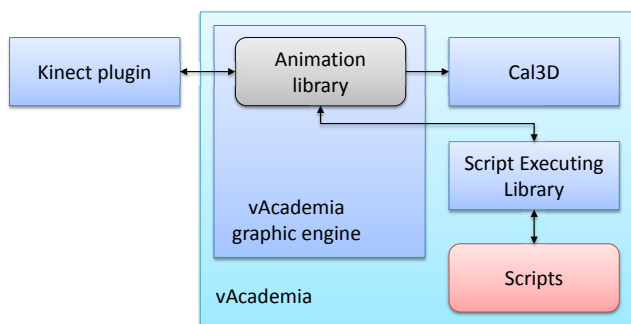 Kinect plugin
Animation
library
Cal3D
Script Executing
Library
vAcademia
graphic engine
Scripts
vAcademia